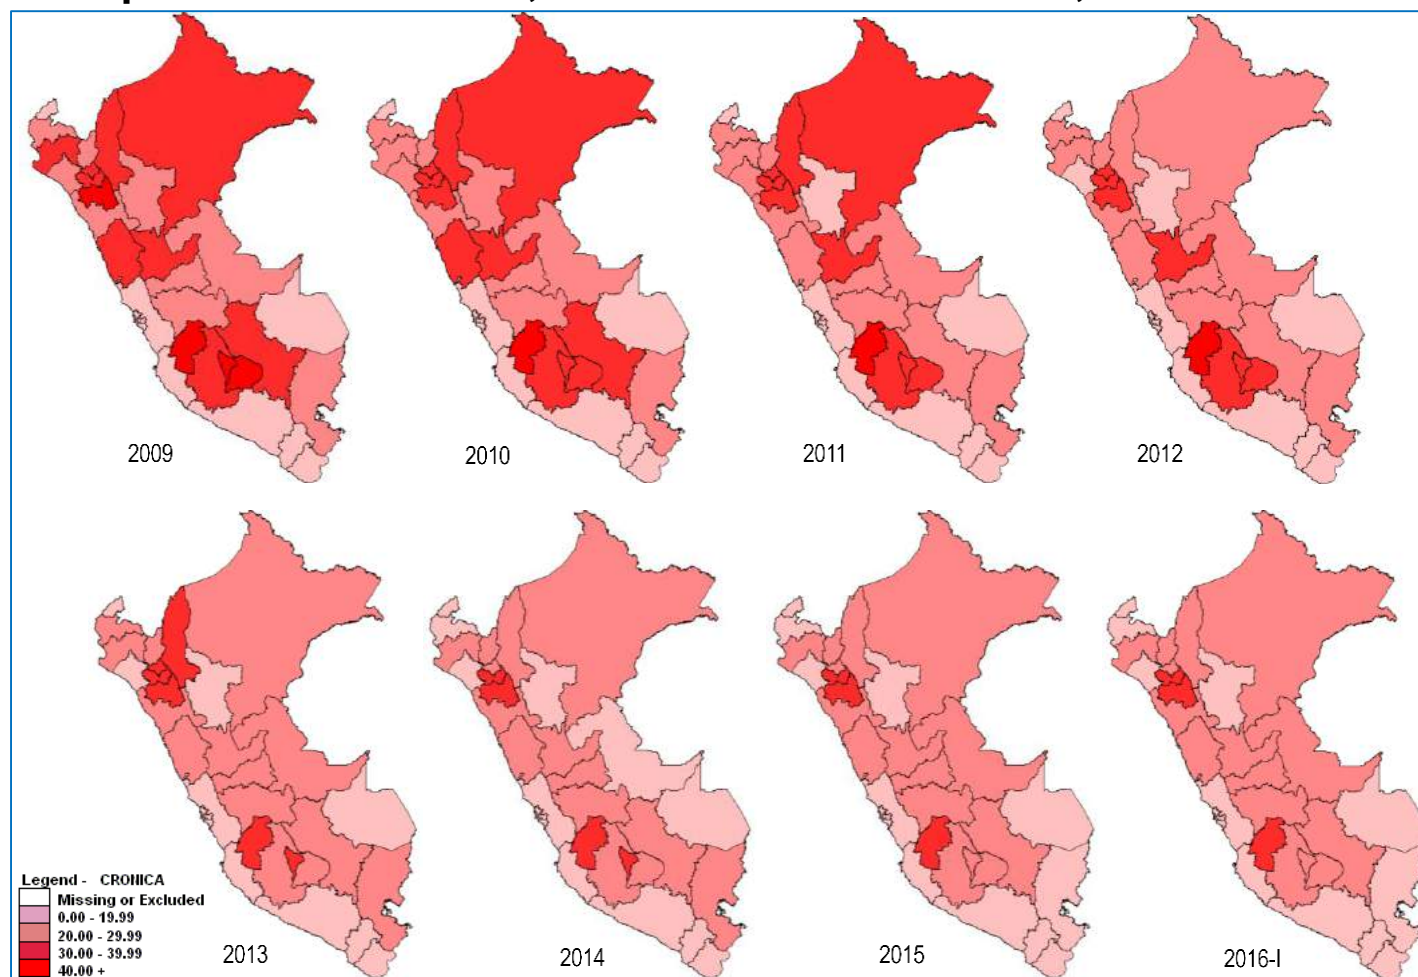 2009
2010
2011
2012
2013
2014
2015
2016-I
Legend - CRONICA
Missing or Excluded
0.00 - 19.99
20.00 - 29.99
30.00 - 39.99
40.00 +